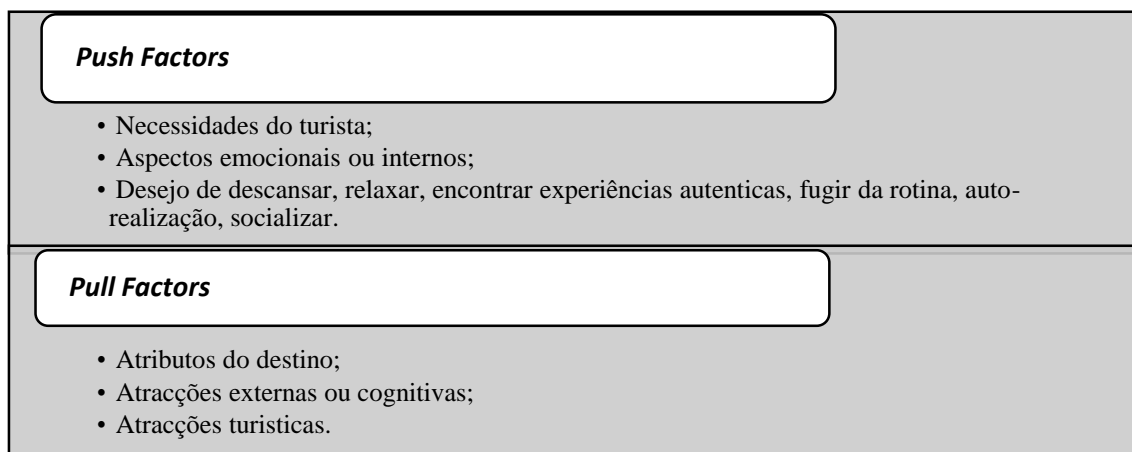 Push Factors
• Necessidades do turista;
• Aspectos emocionais ou internos;
• Desejo de descansar, relaxar, encontrar experiências autenticas, fugir da rotina, auto-
realização, socializar.
Pull Factors
• Atributos do destino;
• Atracções externas ou cognitivas;
• Atracções turisticas.